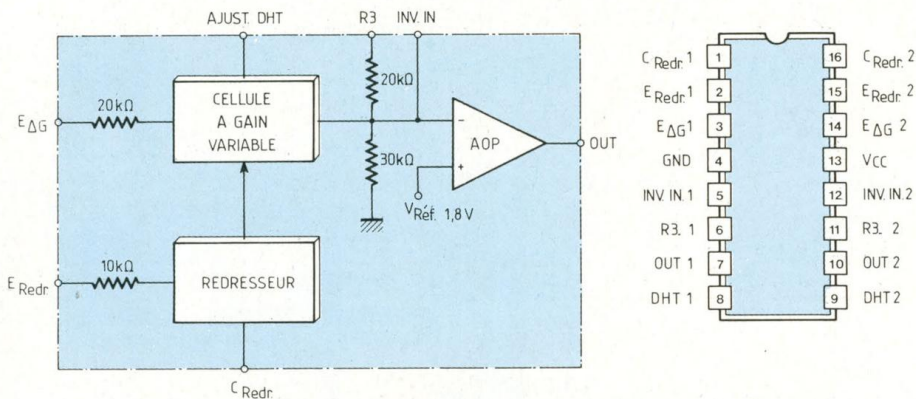 AJUST. DHT
R3
INV. IN
20kΩ
20kΩ
E ΔG
CELLULE
A GAIN
VARIABLE
30kΩ
-
+
AOP
OUT
VRéf. 1,8V
10kΩ
E Redr.
REDRESSEUR
C Redr.
C Redr. 1
1
16
C Redr. 2
E Redr. 1
2
15
E Redr. 2
E ΔG 1
3
14
E ΔG 2
GND
4
13
VCC
INV. IN. 1
5
12
INV. IN. 2
R3. 1
6
11
R3. 2
OUT 1
7
10
OUT 2
DHT 1
8
9
DHT 2